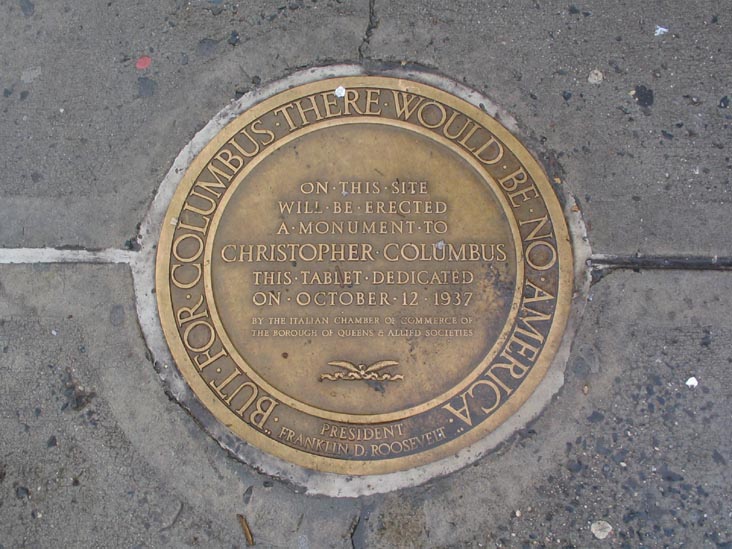 "BUT·FOR·COLUMBUS·THERE·WOULD·BE·NO·AMERICA"
ON·THIS·SITE
WILL·BE·ERECTED
A·MONUMENT·TO
CHRISTOPHER·COLUMBUS
THIS·TABLET·DEDICATED
ON·OCTOBER·12·1937
BY THE ITALIAN CHAMBER OF COMMERCE OF
THE BOROUGH OF QUEENS & ALLIED SOCIETIES
PRESIDENT
FRANKLIN D. ROOSEVELT